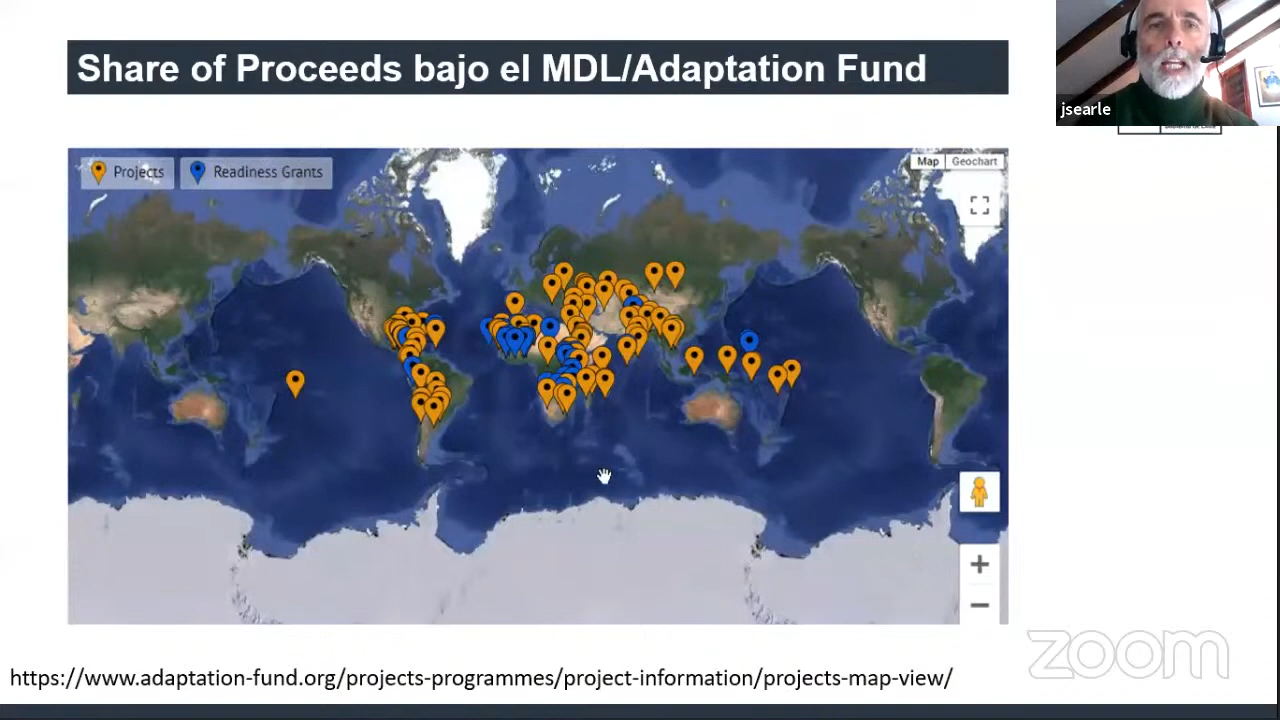 Share of Proceeds bajo el MDL/Adaptation Fund
jsearle
Projects
Readiness Grants
Map
Geochart
zoom
https://www.adaptation-fund.org/projects-programmes/project-information/projects-map-view/